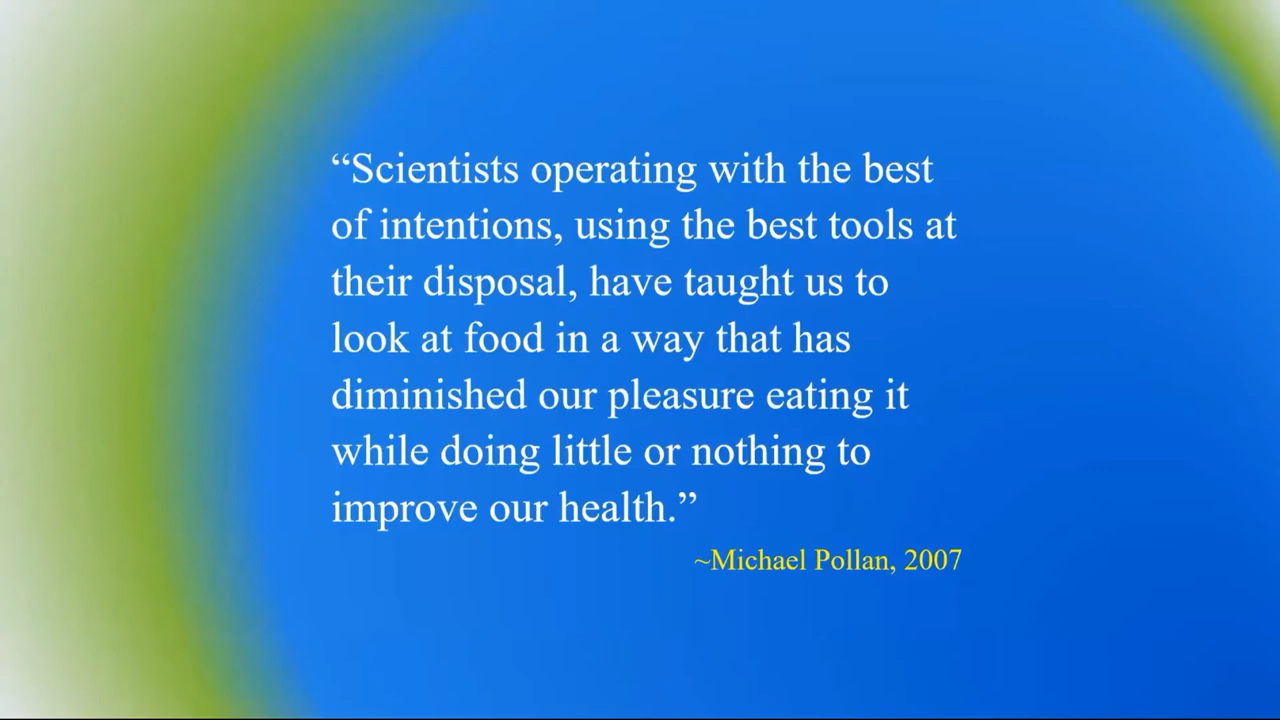 “Scientists operating with the best
of intentions, using the best tools at
their disposal, have taught us to
look at food in a way that has
diminished our pleasure eating it
while doing little or nothing to
improve our health.”
~Michael Pollan, 2007